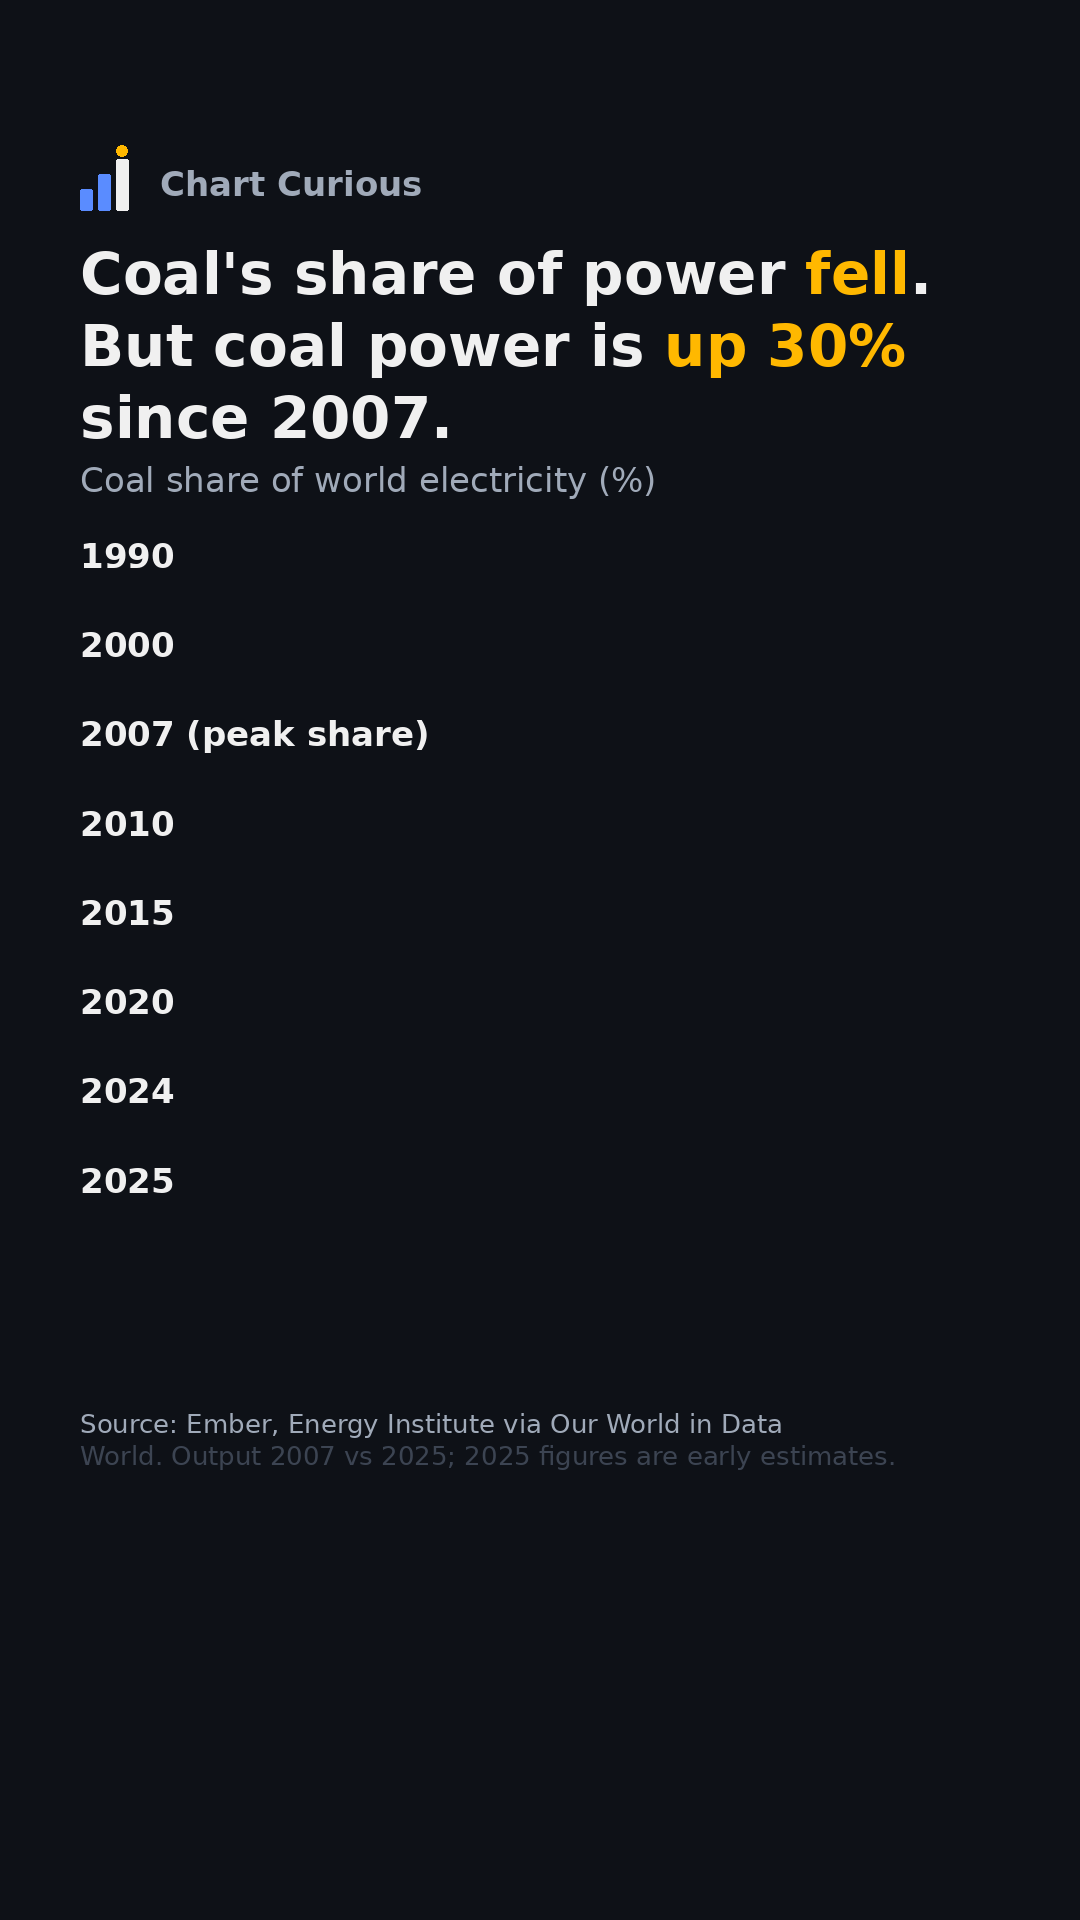 Chart Curious
Coal's share of power fell.
But coal power is up 30%
since 2007.
Coal share of world electricity (%)
1990
2000
2007 (peak share)
2010
2015
2020
2024
2025
Source: Ember, Energy Institute via Our World in Data
World. Output 2007 vs 2025; 2025 figures are early estimates.